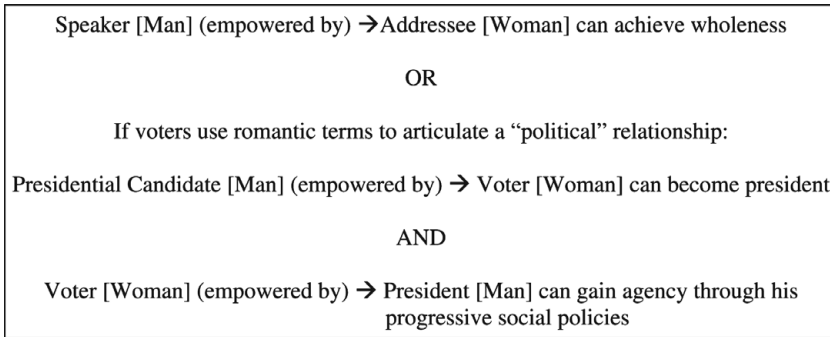 Speaker [Man] (empowered by) →Addressee [Woman] can achieve wholeness
OR
If voters use romantic terms to articulate a “political” relationship:
Presidential Candidate [Man] (empowered by) → Voter [Woman] can become president
AND
Voter [Woman] (empowered by) → President [Man] can gain agency through his
progressive social policies